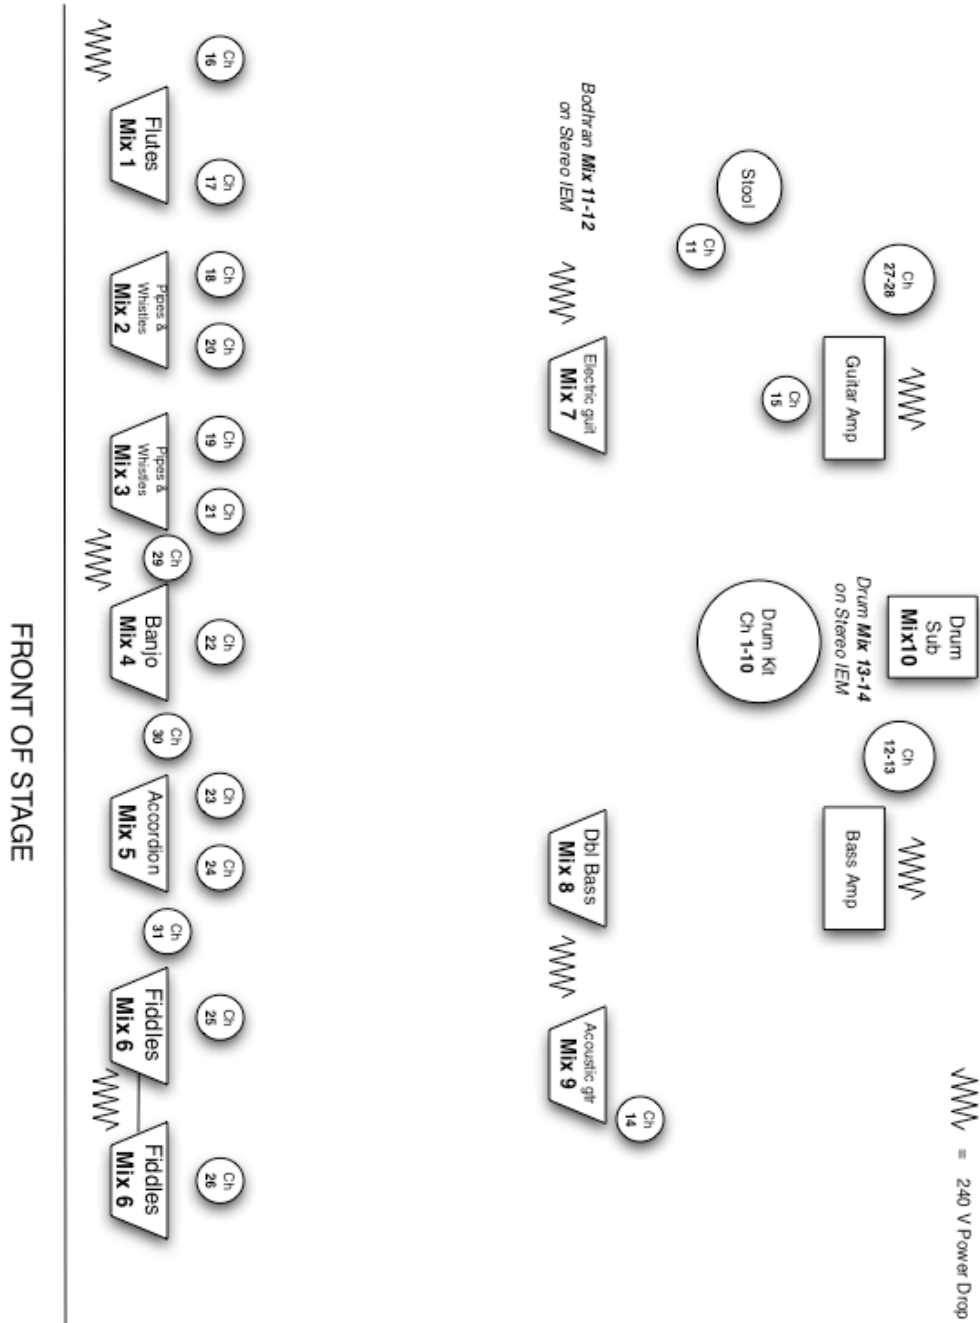 Drum
Sub
Mix10
240 V Power Drop
=
Ch
27-28
Guitar Amp
Drum Mix 13-14
on Stereo IEM
Ch
12-13
Bass Amp
Stool
Ch
11
Ch
15
Drum Kit
Ch 1-10
Bodhran Mix 11-12
on Stereo IEM
Electric guit
Mix 7
Dbl Bass
Mix 8
Acoustic gtr
Mix 9
Ch
14
Ch
16
Ch
17
Ch
18
Ch
20
Ch
19
Ch
21
Ch
22
Ch
23
Ch
24
Ch
25
Ch
26
Ch
29
Ch
30
Ch
31
Flutes
Mix 1
Pipes &
Whistles
Mix 2
Pipes &
Whistles
Mix 3
Banjo
Mix 4
Accordion
Mix 5
Fiddles
Mix 6
Fiddles
Mix 6
FRONT OF STAGE